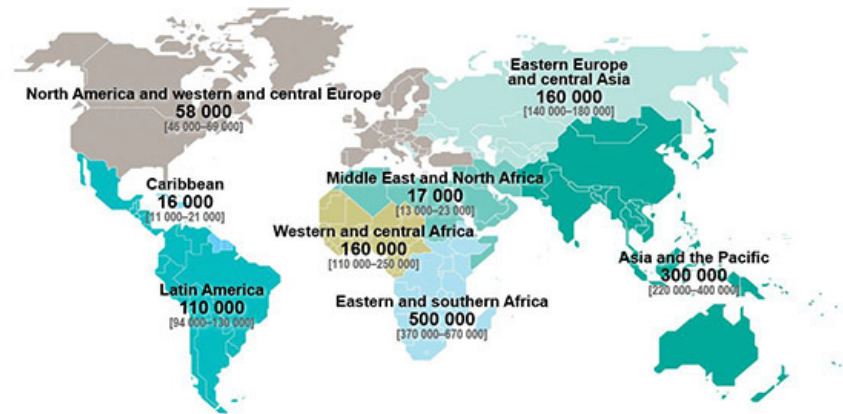 Eastern Europe
and central Asia
160 000
[140 000–180 000]
North America and western and central Europe
58 000
[46 000–69 000]
Middle East and North Africa
17 000
[13 000–23 000]
Caribbean
16 000
[11 000–21 000]
Western and central Africa
160 000
[110 000–250 000]
Asia and the Pacific
300 000
[220 000–400 000]
Latin America
110 000
[94 000–130 000]
Eastern and southern Africa
500 000
[370 000–670 000]